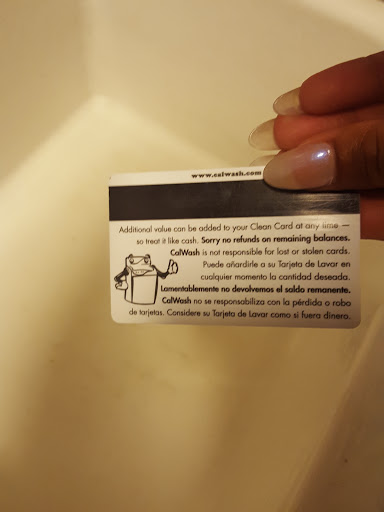 www.calwash.com
Additional value can be added to your Clean Card at any time —
so treat it like cash. Sorry no refunds on remaining balances.
CalWash is not responsible for lost or stolen cards.
Puede añadirle a su Tarjeta de Lavar en
cualquier momento la cantidad deseada.
Lamentablemente no devolvemos el saldo remanente.
CalWash no se responsabiliza con la pérdida o robo
de tarjetas. Considere su Tarjeta de Lavar como si fuera dinero.